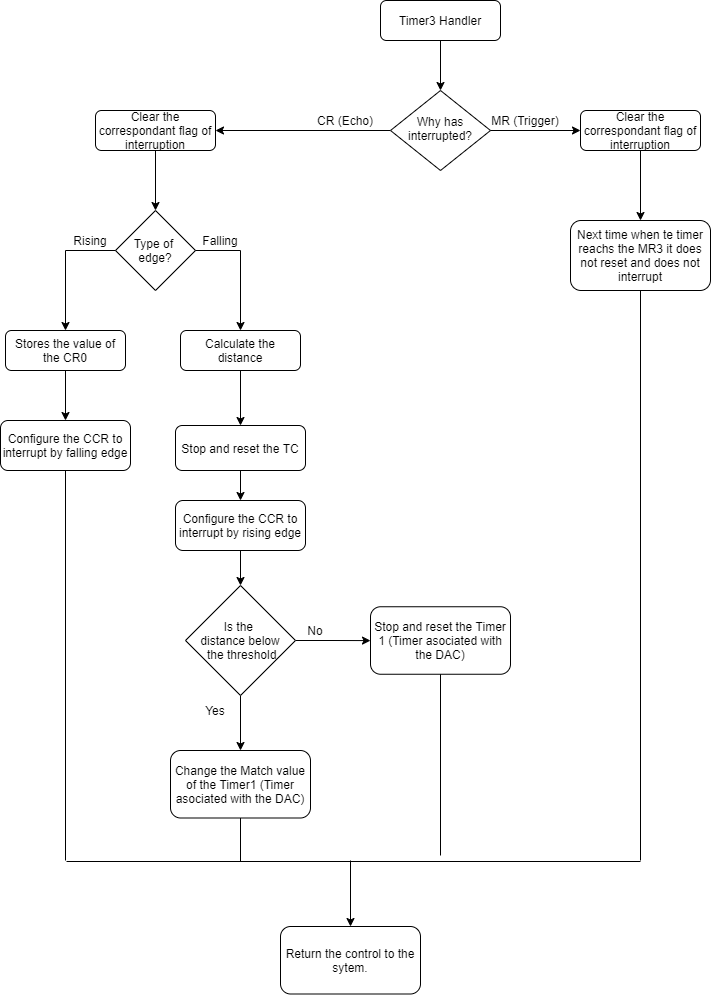 Timer3 Handler
Why has
interrupted?
CR (Echo)
MR (Trigger)
Clear the
correspondant flag of
interruption
Clear the
correspondant flag of
interruption
Type of
edge?
Rising
Falling
Next time when te timer
reachs the MR3 it does
not reset and does not
interrupt
Stores the value of
the CR0
Calculate the
distance
Configure the CCR to
interrupt by falling edge
Stop and reset the TC
Configure the CCR to
interrupt by rising edge
Is the
distance below
the threshold
No
Stop and reset the Timer
1 (Timer asociated with
the DAC)
Yes
Change the Match value
of the Timer1 (Timer
asociated with the DAC)
Return the control to the
sytem.